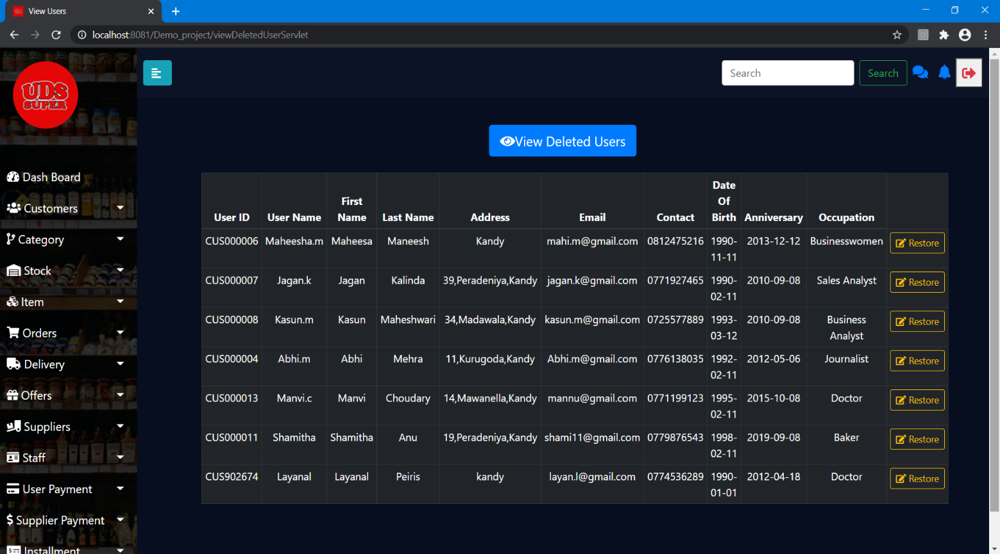 View Users
localhost:8081/Demo_project/viewDeletedUserServlet
UDS
SUPER
Search
Search
View Deleted Users
Dash Board
Customers
Category
Stock
Item
Orders
Delivery
Offers
Suppliers
Staff
User Payment
Supplier Payment
Installment
User ID User Name First Name Last Name Address Email Contact Date Of Birth Anniversary Occupation
CUS000006 Maheesha.m Maheesa Maneesh Kandy mahi.m@gmail.com 0812475216 1990-11-11 2013-12-12 Businesswomen Restore
CUS000007 Jagan.k Jagan Kalinda 39,Peradeniya,Kandy jagan.k@gmail.com 0771927465 1990-02-11 2010-09-08 Sales Analyst Restore
CUS000008 Kasun.m Kasun Maheshwari 34,Madawala,Kandy kasun.m@gmail.com 0725577889 1993-03-12 2010-09-08 Business Analyst Restore
CUS000004 Abhi.m Abhi Mehra 11,Kurugoda,Kandy Abhi.m@gmail.com 0776138035 1992-02-11 2012-05-06 Journalist Restore
CUS000013 Manvi.c Manvi Choudary 14,Mawanella,Kandy mannu@gmail.com 0771199123 1995-02-11 2015-10-08 Doctor Restore
CUS000011 Shamitha Shamitha Anu 19,Peradeniya,Kandy shami11@gmail.com 0779876543 1998-02-11 2019-09-08 Baker Restore
CUS902674 Layanal Layanal Peiris kandy layan.l@gmail.com 0774536289 1990-01-01 2012-04-18 Doctor Restore